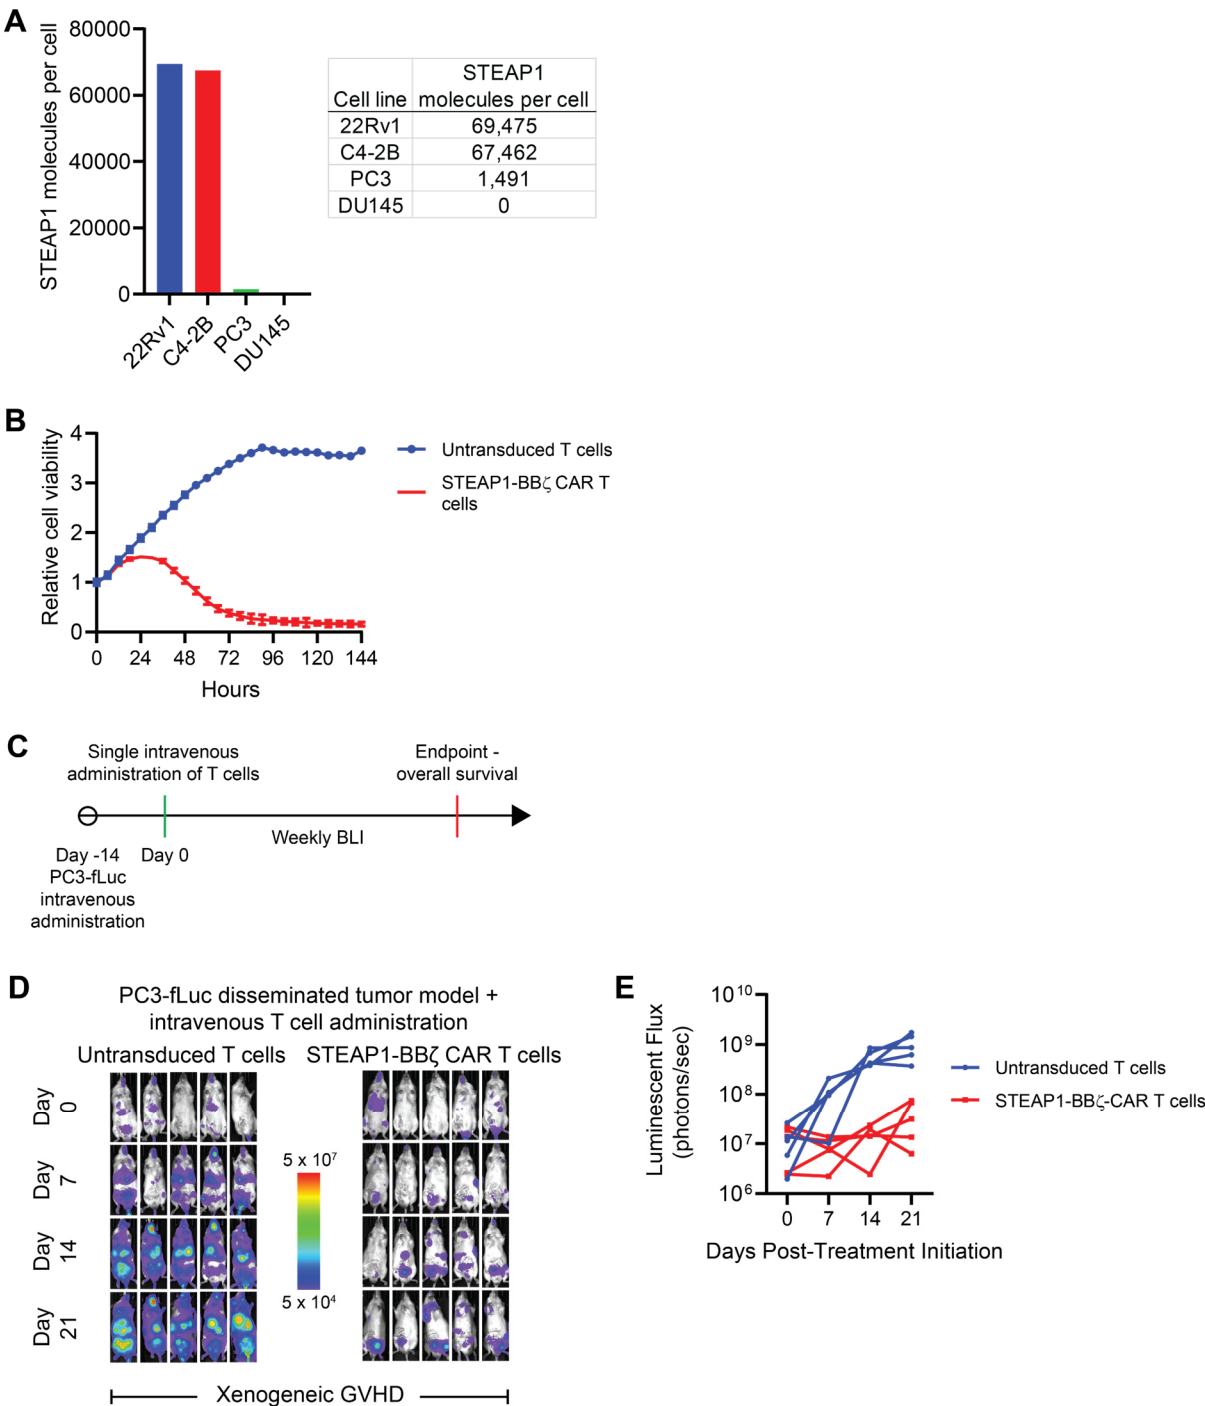 A
80000
60000
40000
20000
0
STEAP1 molecules per cell
22Rv1
C4-2B
PC3
DU145
STEAP1
Cell line molecules per cell
22Rv1 69,475
C4-2B 67,462
PC3 1,491
DU145 0
B
4
3
2
1
0
Relative cell viability
0 24 48 72 96 120 144
Hours
Untransduced T cells
STEAP1-BBζ CAR T
cells
C
Single intravenous
administration of T cells
Endpoint -
overall survival
Weekly BLI
Day -14
PC3-fLuc
intravenous
administration
Day 0
D
PC3-fLuc disseminated tumor model +
intravenous T cell administration
Untransduced T cells STEAP1-BBζ CAR T cells
Day
0
Day
7
Day
14
Day
21
5 x 10⁷
5 x 10⁴
Xenogeneic GVHD
E
10¹⁰
10⁹
10⁸
10⁷
10⁶
Luminescent Flux
(photons/sec)
0 7 14 21
Days Post-Treatment Initiation
Untransduced T cells
STEAP1-BBζ-CAR T cells